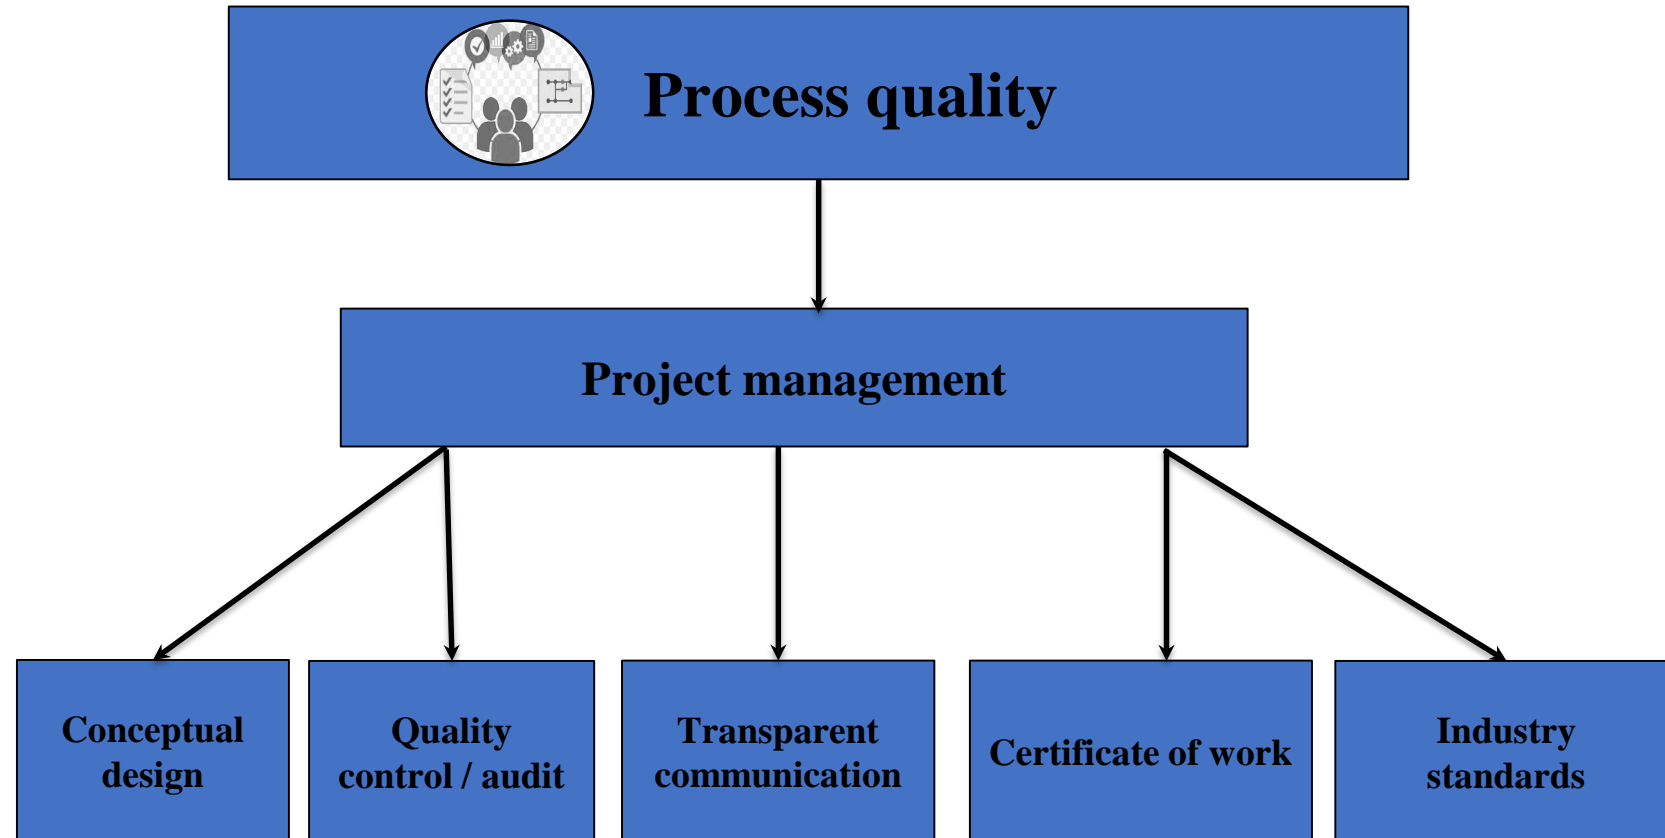 Process quality
Project management
Conceptual
design
Quality
control / audit
Transparent
communication
Certificate of work
Industry
standards